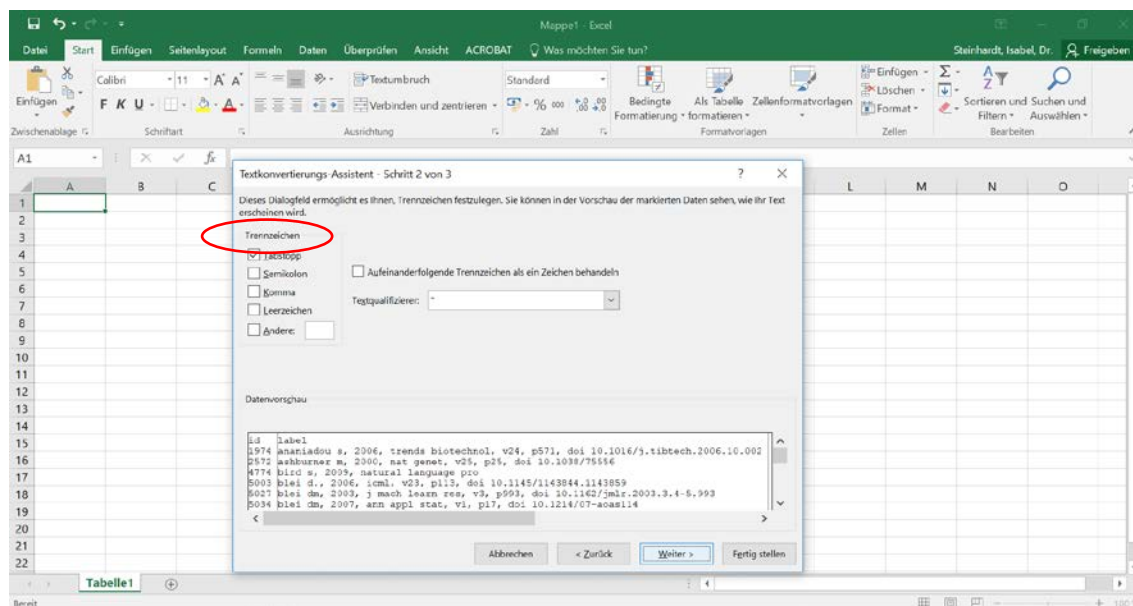 Mappe1 - Excel
Datei Start Einfügen Seitenlayout Formeln Daten Überprüfen Ansicht ACROBAT Was möchten Sie tun? Steinhardt, Isabel, Dr. Freigeben
Einfügen
Calibri 11 A A
F K U A
Textumbruch
Verbinden und zentrieren
Standard
% 000
Bedingte Formatierung
Als Tabelle formatieren
Zellenformatvorlagen
Einfügen
Löschen
Format
Sortieren und Filtern
Suchen und Auswählen
Zwischenablage Schriftart Ausrichtung Zahl Formatvorlagen Zellen Bearbeiten
A1 fx
A B C L M N O
Textkonvertierungs-Assistent - Schritt 2 von 3 ?
Dieses Dialogfeld ermöglicht es Ihnen, Trennzeichen festzulegen. Sie können in der Vorschau der markierten Daten sehen, wie Ihr Text
erscheinen wird.
Trennzeichen
Tabstopp
Semikolon
Komma
Leerzeichen
Andere:
Aufeinanderfolgende Trennzeichen als ein Zeichen behandeln
Textqualifizierer: "
Datenvorschau
id label
1974 ananiadou s, 2006, trends biotechnol, v24, p571, doi 10.1016/j.tibtech.2006.10.002
2572 ashburner m, 2000, nat genet, v25, p25, doi 10.1038/75556
4774 bird s, 2009, natural language pro
5003 blei d., 2006, icml, v23, p113, doi 10.1145/1143844.1143859
5027 blei dm, 2003, j mach learn res, v3, p993, doi 10.1162/jmlr.2003.3.4-5.993
5034 blei dm, 2007, ann appl stat, v1, p17, doi 10.1214/07-aoas114
Abbrechen < Zurück Weiter > Fertig stellen
1
2
3
4
5
6
7
8
9
10
11
12
13
14
15
16
17
18
19
20
21
22
Tabelle1
Bereit